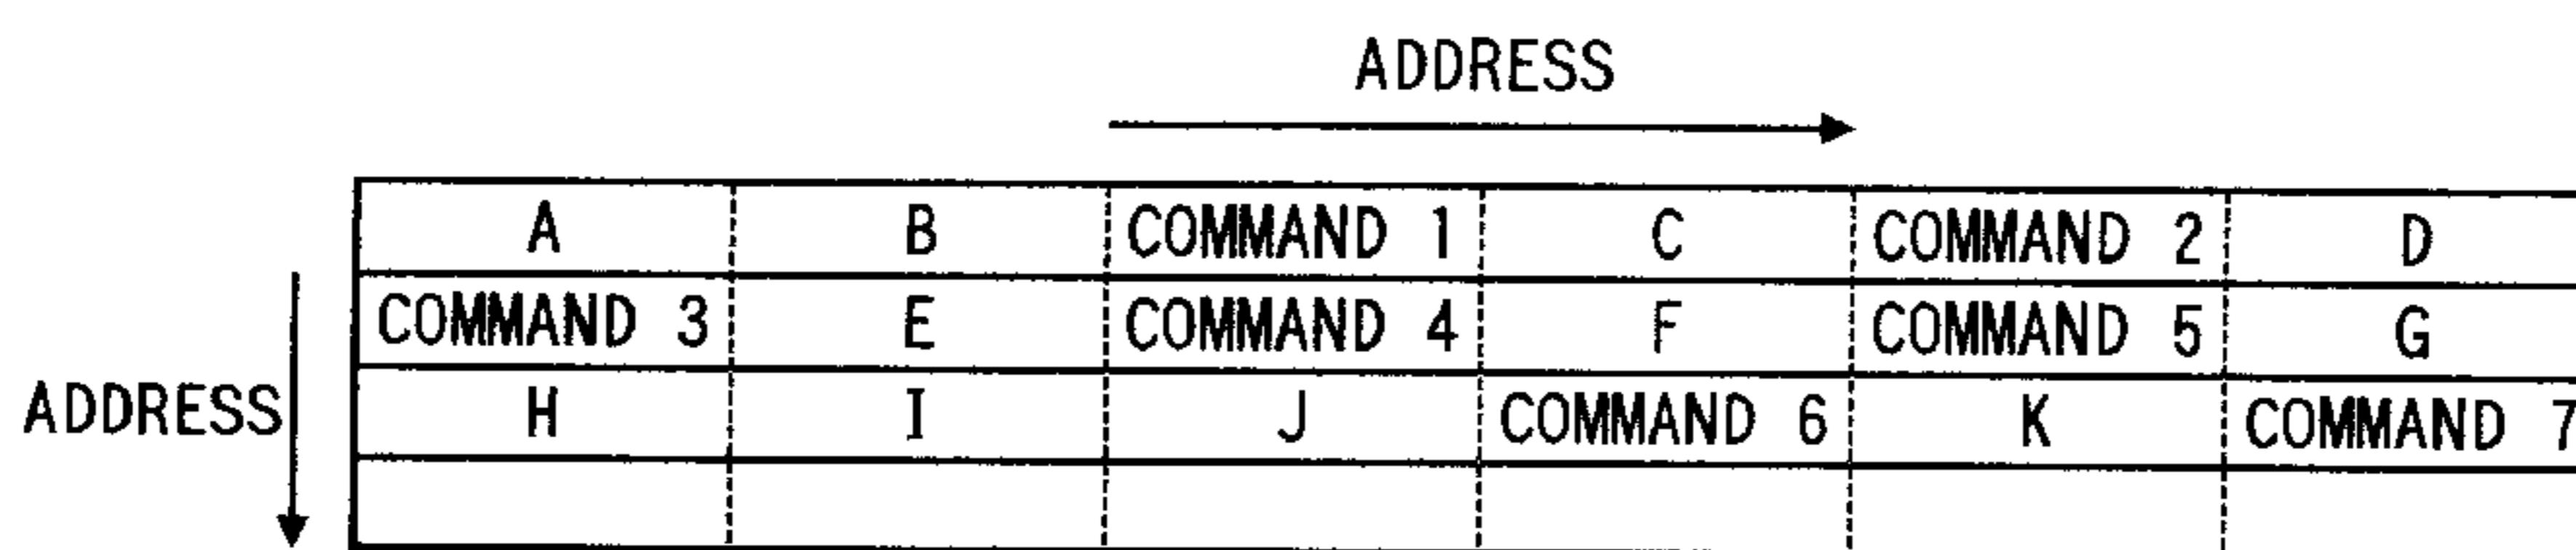 ADDRESS
A B COMMAND 1 C COMMAND 2 D
COMMAND 3 E COMMAND 4 F COMMAND 5 G
ADDRESS
H I J COMMAND 6 K COMMAND 7